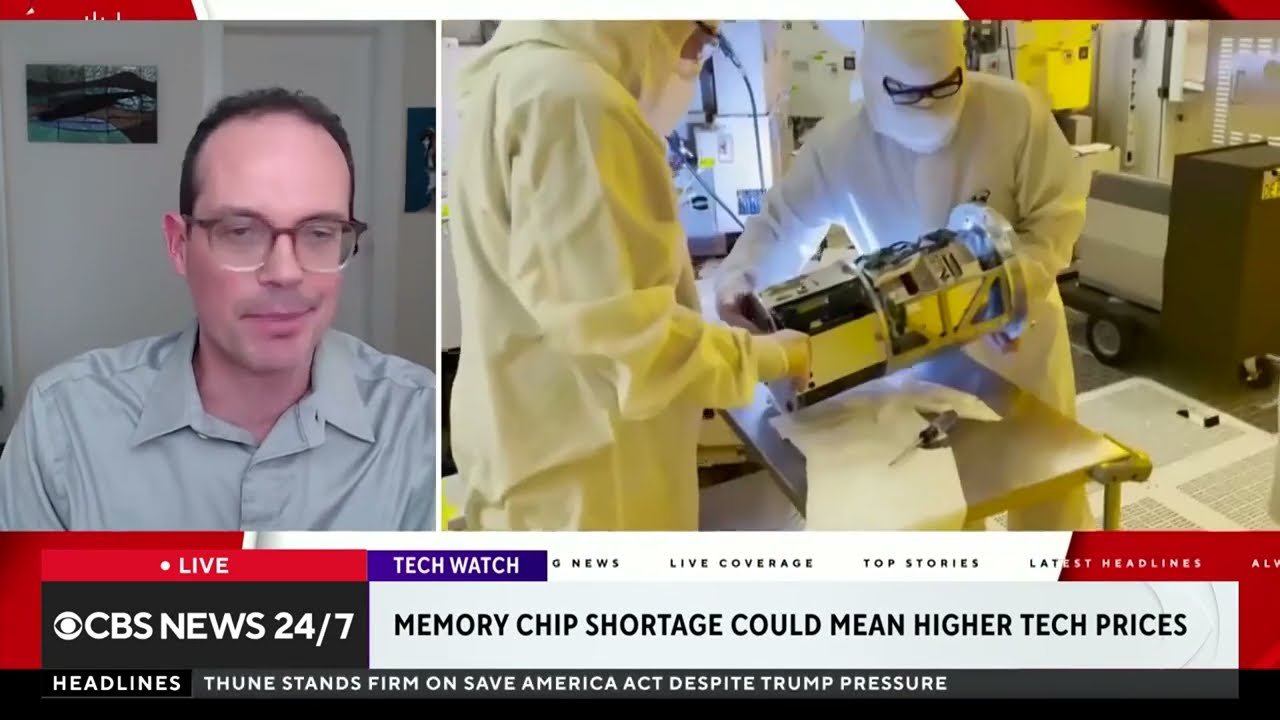 LIVE
TECH WATCH
G NEWS
LIVE COVERAGE
TOP STORIES
LATEST HEADLINES
ALW
CBS NEWS 24/7
MEMORY CHIP SHORTAGE COULD MEAN HIGHER TECH PRICES
HEADLINES
THUNE STANDS FIRM ON SAVE AMERICA ACT DESPITE TRUMP PRESSURE